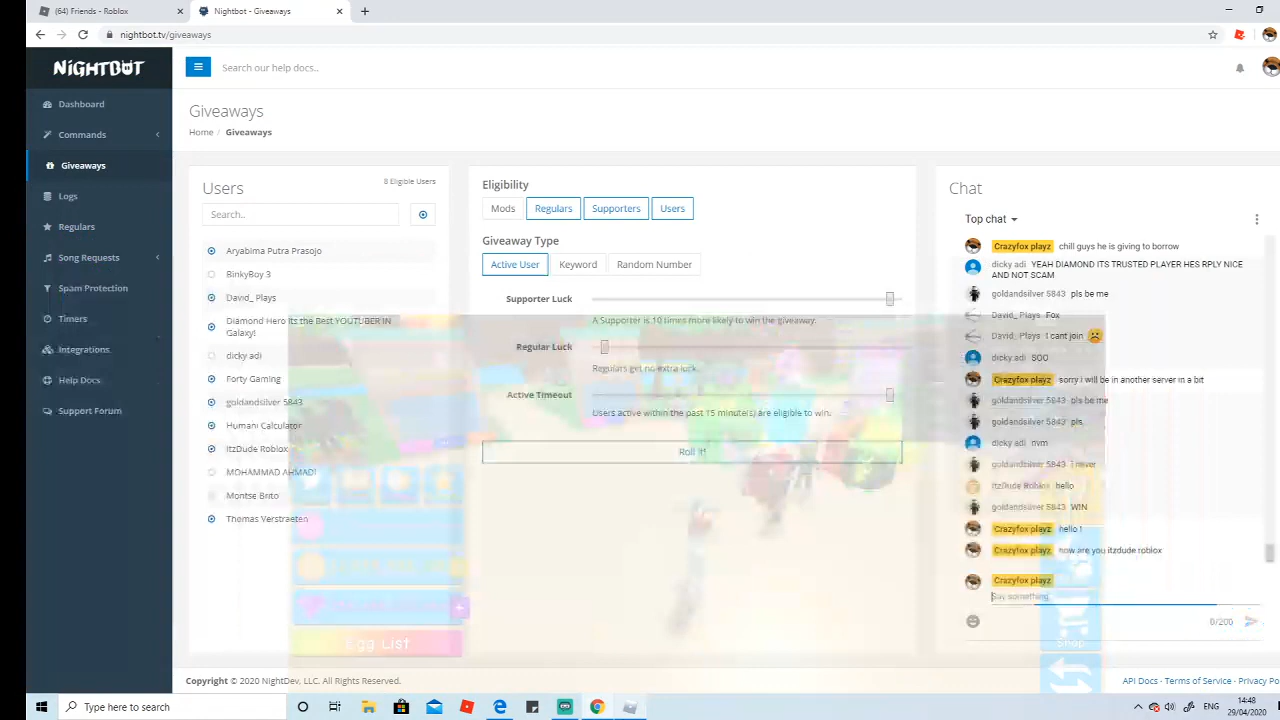 (64) Friends - Roblox
Nightbot - Giveaways
nightbot.tv/giveaways
NiGHTBOT
Search our help docs..
Dashboard
Commands
Giveaways
Logs
Regulars
Song Requests
Spam Protection
Timers
Integrations
Help Docs
Support Forum
Giveaways
Home / Giveaways
Users
8 Eligible Users
Search..
Aryabima Putra Prasojo
BinkyBoy 3
David_ Plays
Diamond Hero Its the Best YOUTUBER IN
Galaxy!
dicky adi
Forty Gaming
goldandsilver 5843
Human Calculator
ItzDude Roblox
MOHAMMAD AHMADI
Montse Brito
Thomas Verstraeten
Egg List
Eligibility
Mods
Regulars
Supporters
Users
Giveaway Type
Active User
Keyword
Random Number
Supporter Luck
A Supporter is 10 times more likely to win the giveaway.
Regular Luck
Regulars get no extra luck.
Active Timeout
Users active within the past 15 minute(s) are eligible to win.
Roll It!
Chat
Top chat
Crazyfox playz chill guys he is giving to borrow
dicky adi YEAH DIAMOND ITS TRUSTED PLAYER HES RPLY NICE
AND NOT SCAM
goldandsilver 5843 pls be me
David_ Plays Fox
David_ Plays I cant join
dicky adi SOO
Crazyfox playz sorry i will be in another server in a bit
goldandsilver 5843 pls be me
goldandsilver 5843 pls
dicky adi nvm
goldandsilver 5843 I never
ItzDude Roblox hello
goldandsilver 5843 WIN
Crazyfox playz hello !
Crazyfox playz how are you itzdude roblox
Crazyfox playz
Say something...
0/200
Shop
Copyright © 2020 NightDev, LLC. All Rights Reserved.
API Docs - Terms of Service - Privacy Po
Type here to search
ENG
14:48
29/04/2020